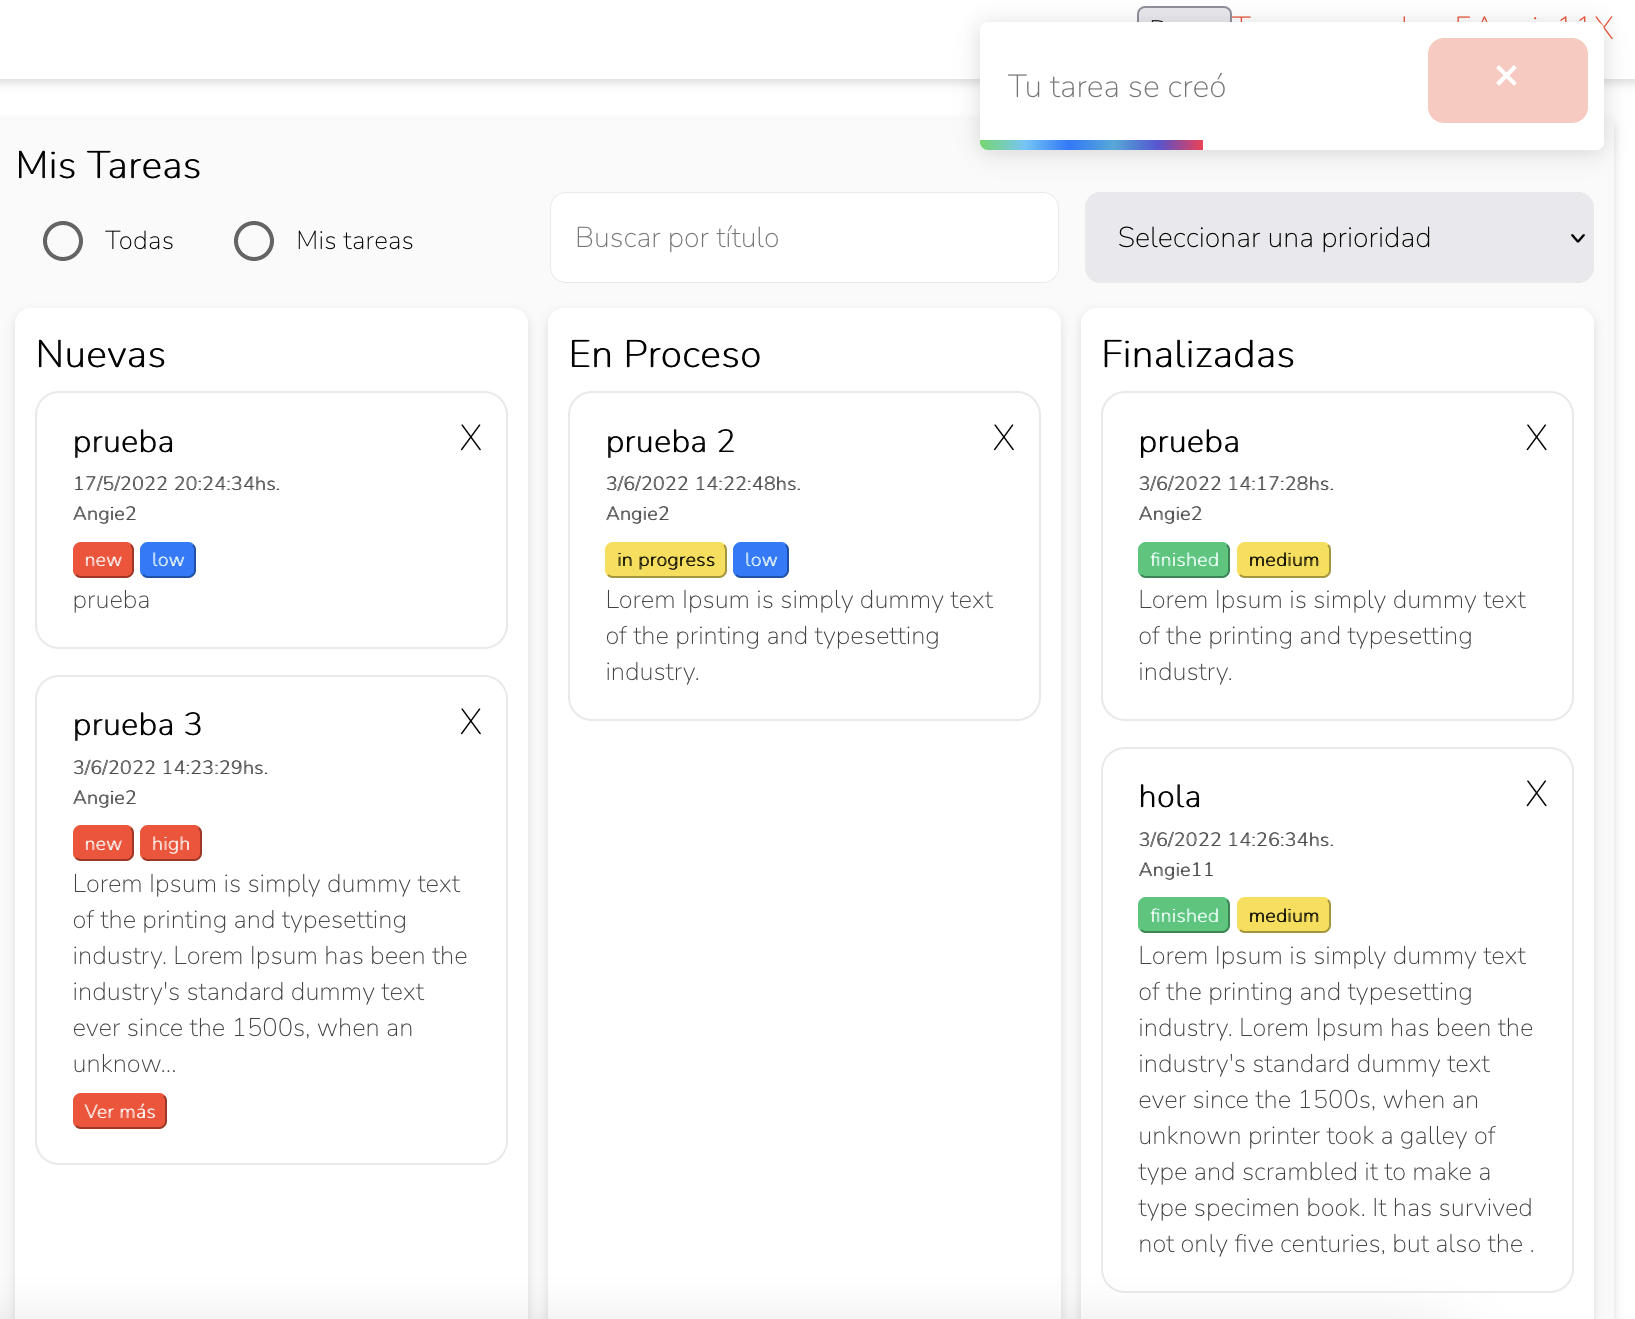 Tu tarea se creó
Mis Tareas
Todas
Mis tareas
Buscar por título
Seleccionar una prioridad
Nuevas
prueba
X
17/5/2022 20:24:34hs.
Angie2
new low
prueba
prueba 3
X
3/6/2022 14:23:29hs.
Angie2
new high
Lorem Ipsum is simply dummy text
of the printing and typesetting
industry. Lorem Ipsum has been the
industry's standard dummy text
ever since the 1500s, when an
unknow...
Ver más
En Proceso
prueba 2
X
3/6/2022 14:22:48hs.
Angie2
in progress low
Lorem Ipsum is simply dummy text
of the printing and typesetting
industry.
Finalizadas
prueba
X
3/6/2022 14:17:28hs.
Angie2
finished medium
Lorem Ipsum is simply dummy text
of the printing and typesetting
industry.
hola
X
3/6/2022 14:26:34hs.
Angie11
finished medium
Lorem Ipsum is simply dummy text
of the printing and typesetting
industry. Lorem Ipsum has been the
industry's standard dummy text
ever since the 1500s, when an
unknown printer took a galley of
type and scrambled it to make a
type specimen book. It has survived
not only five centuries, but also the .